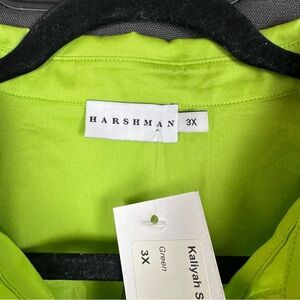 HARSHMAN
3X
Kaliyah S
Green
3X